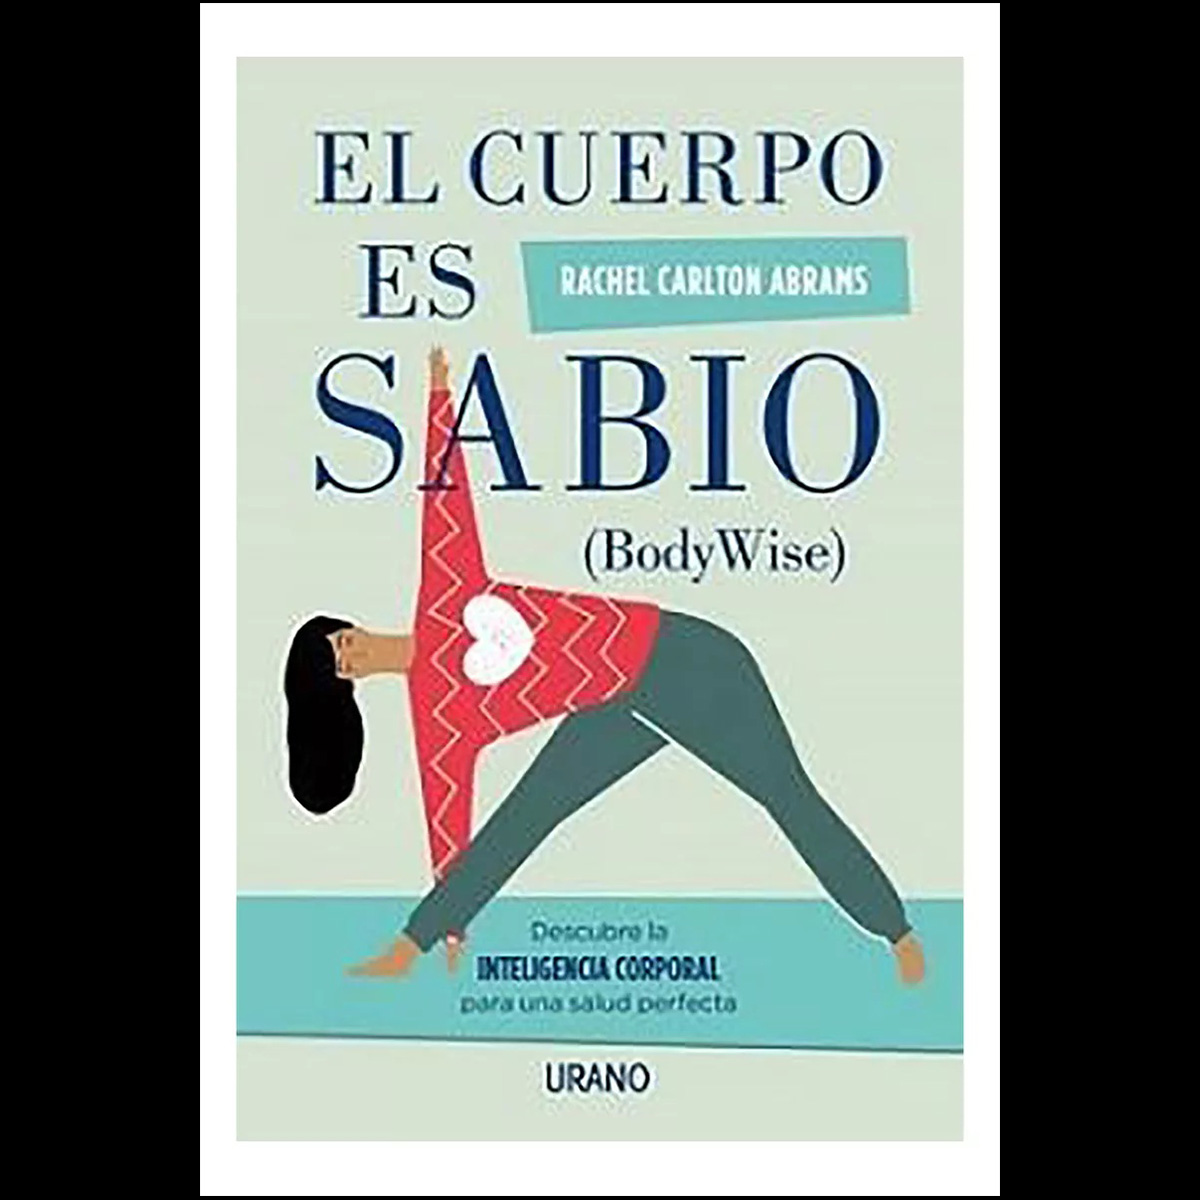 EL CUERPO
ES
RACHEL CARLTON ABRAMS
SABIO
(BodyWise)
Descubre la
INTELIGENCIA CORPORAL
para una salud perfecta
URANO